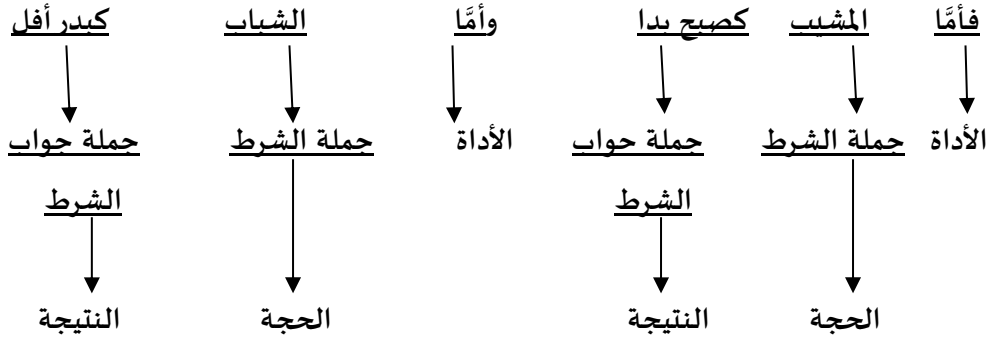 فأمَّا المشيب كصبح بدا وأمَّا الشباب كبدر أفل
الأداة جملة الشرط جملة حواب الأداة جملة الشرط جملة جواب
الشرط الشرط
الحجة النتيجة الحجة النتيجة